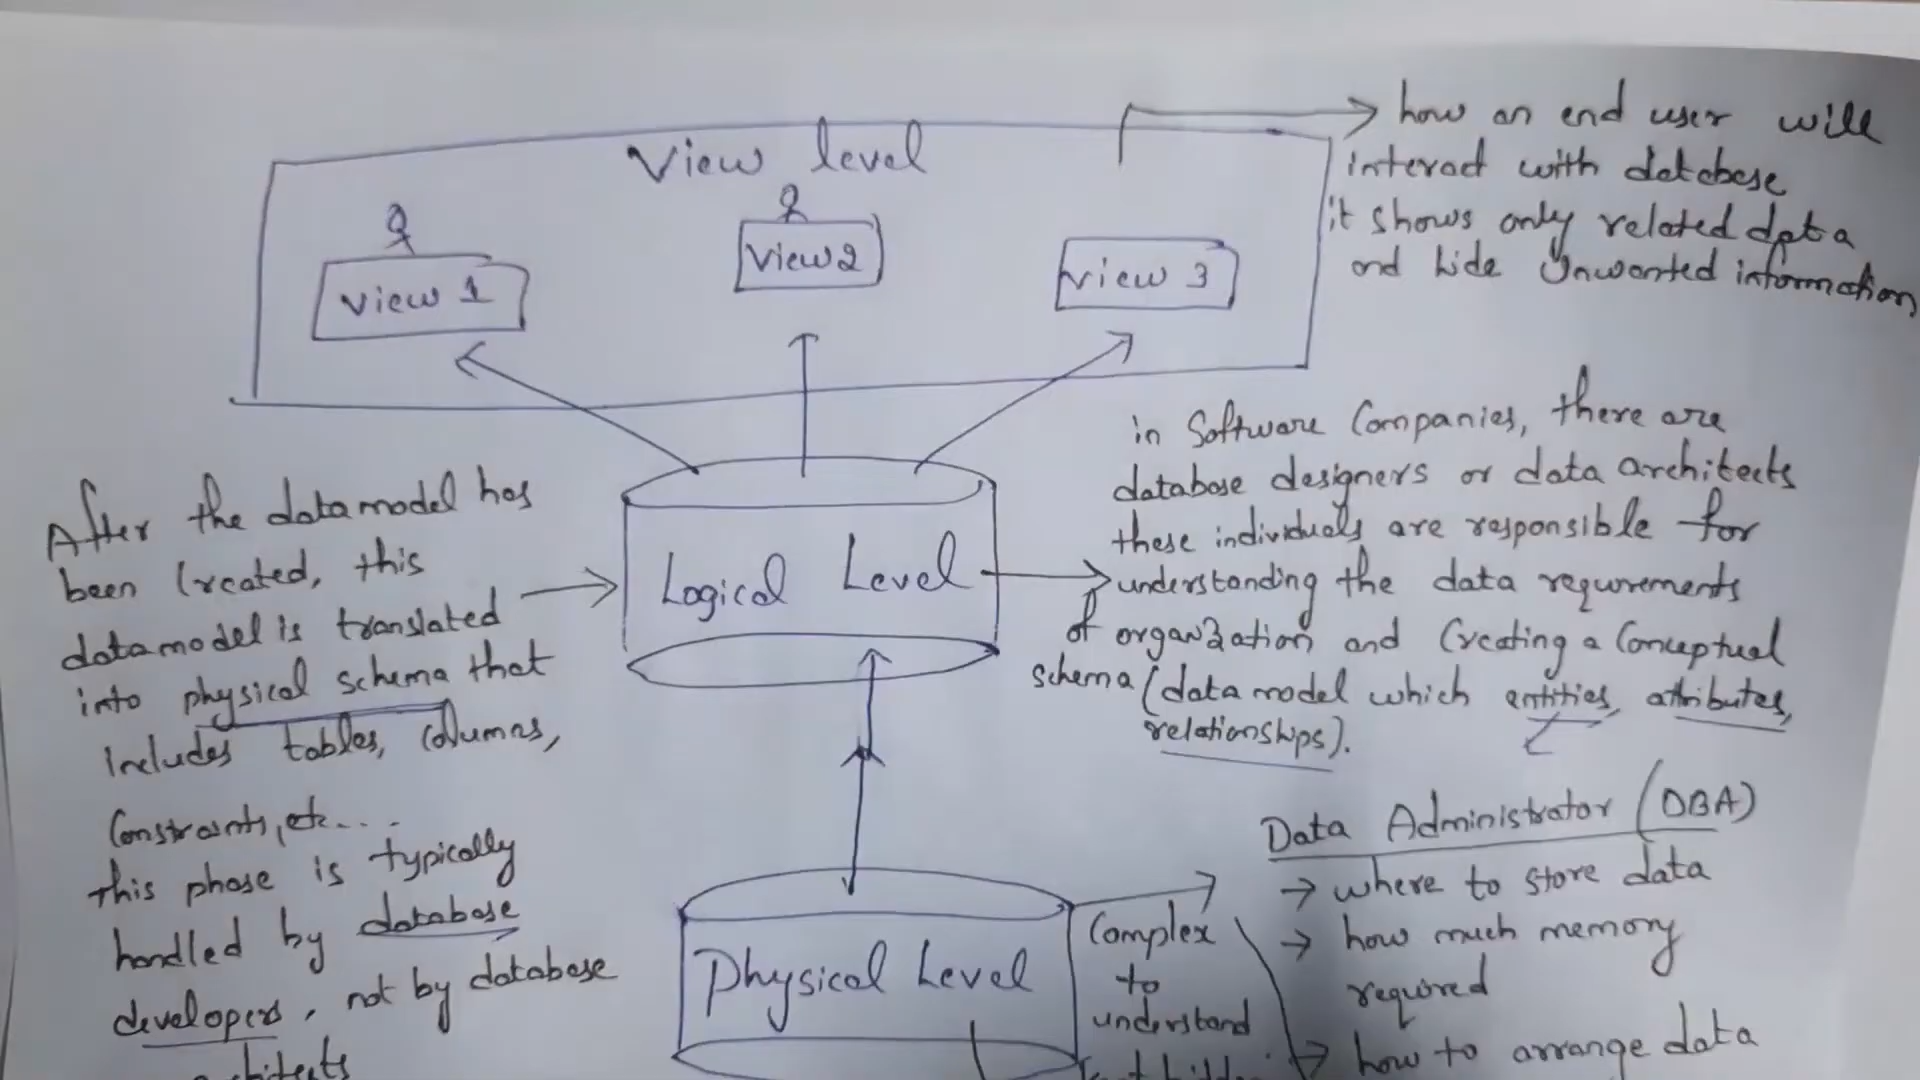 View level
View 1
View 2
view 3
how an end user will
interact with database
it shows only related data
and hide Unwanted information
After the data model has
been Created, this
data model is translated
into physical schema that
includes tables, columns,
Constraints, etc...
this phase is typically
handled by database
developers, not by database
Logical Level
in Software Companies, there are
database designers or data architects
these individuals are responsible for
understanding the data requirements
of organization and Creating a Conceptual
schema (data model which entities, attributes,
relationships).
Physical Level
Complex
to
understand
Data Administrator (DBA)
→ where to store data
→ how much memory
required
→ how to arrange data